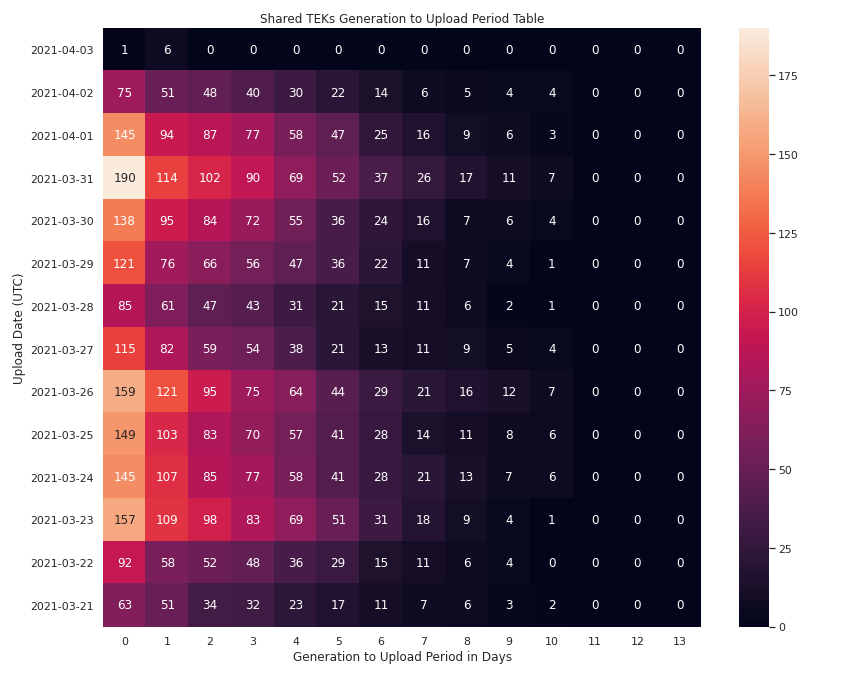 Shared TEKs Generation to Upload Period Table
Upload Date (UTC)
2021-04-03 1 6 0 0 0 0 0 0 0 0 0 0 0 0
2021-04-02 75 51 48 40 30 22 14 6 5 4 4 0 0 0
2021-04-01 145 94 87 77 58 47 25 16 9 6 3 0 0 0
2021-03-31 190 114 102 90 69 52 37 26 17 11 7 0 0 0
2021-03-30 138 95 84 72 55 36 24 16 7 6 4 0 0 0
2021-03-29 121 76 66 56 47 36 22 11 7 4 1 0 0 0
2021-03-28 85 61 47 43 31 21 15 11 6 2 1 0 0 0
2021-03-27 115 82 59 54 38 21 13 11 9 5 4 0 0 0
2021-03-26 159 121 95 75 64 44 29 21 16 12 7 0 0 0
2021-03-25 149 103 83 70 57 41 28 14 11 8 6 0 0 0
2021-03-24 145 107 85 77 58 41 28 21 13 7 6 0 0 0
2021-03-23 157 109 98 83 69 51 31 18 9 4 1 0 0 0
2021-03-22 92 58 52 48 36 29 15 11 6 4 0 0 0 0
2021-03-21 63 51 34 32 23 17 11 7 6 3 2 0 0 0
0 1 2 3 4 5 6 7 8 9 10 11 12 13
Generation to Upload Period in Days
175
150
125
100
75
50
25
0